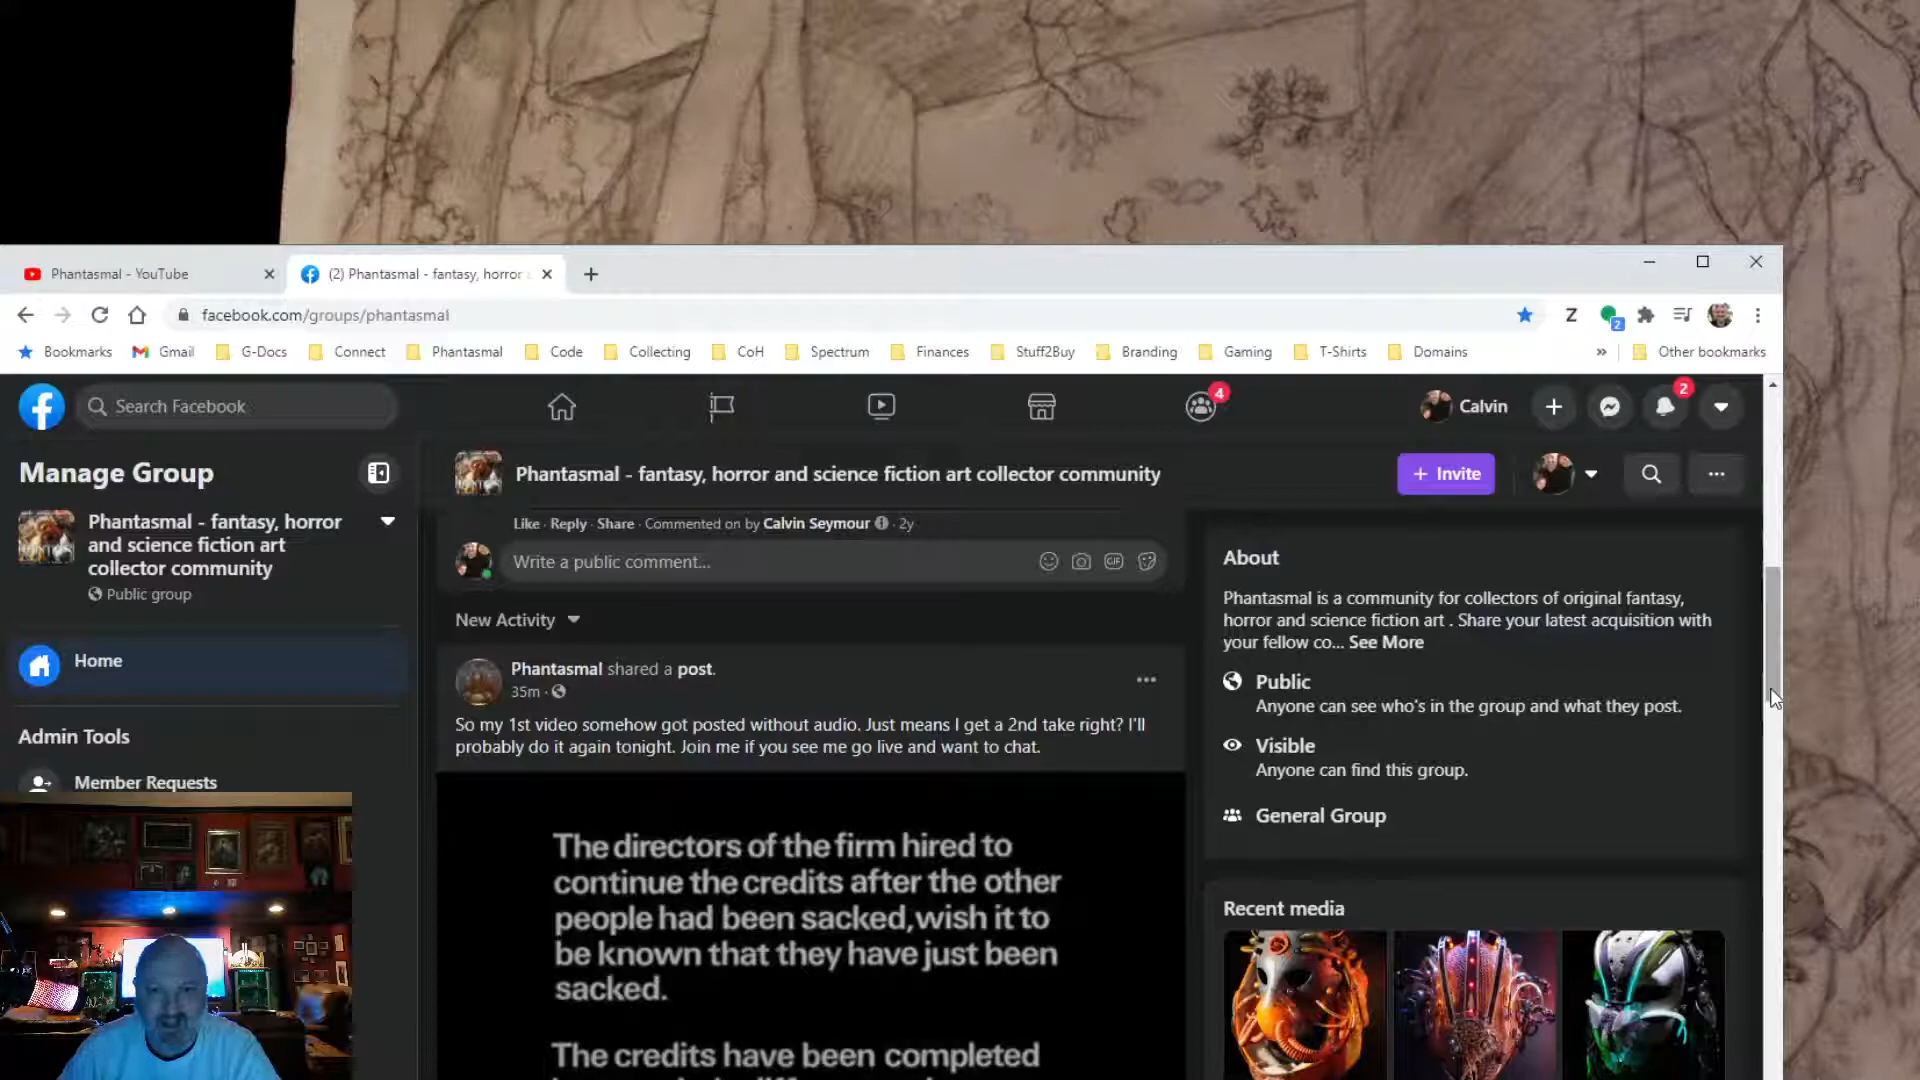 Phantasmal - YouTube
(2) Phantasmal - fantasy, horror
facebook.com/groups/phantasmal
Z
2
Bookmarks Gmail G-Docs Connect Phantasmal Code Collecting CoH Spectrum Finances Stuff2Buy Branding Gaming T-Shirts Domains » Other bookmarks
Search Facebook
4
Calvin
2
Manage Group
Phantasmal - fantasy, horror
and science fiction art
collector community
Public group
Home
Admin Tools
Member Requests
Phantasmal - fantasy, horror and science fiction art collector community
+ Invite
Like · Reply · Share · Commented on by Calvin Seymour · 2y
Write a public comment...
GIF
New Activity
Phantasmal shared a post.
35m ·
So my 1st video somehow got posted without audio. Just means I get a 2nd take right? I'll
probably do it again tonight. Join me if you see me go live and want to chat.
The directors of the firm hired to
continue the credits after the other
people had been sacked, wish it to
be known that they have just been
sacked.
The credits have been completed
About
Phantasmal is a community for collectors of original fantasy,
horror and science fiction art . Share your latest acquisition with
your fellow co... See More
Public
Anyone can see who's in the group and what they post.
Visible
Anyone can find this group.
General Group
Recent media